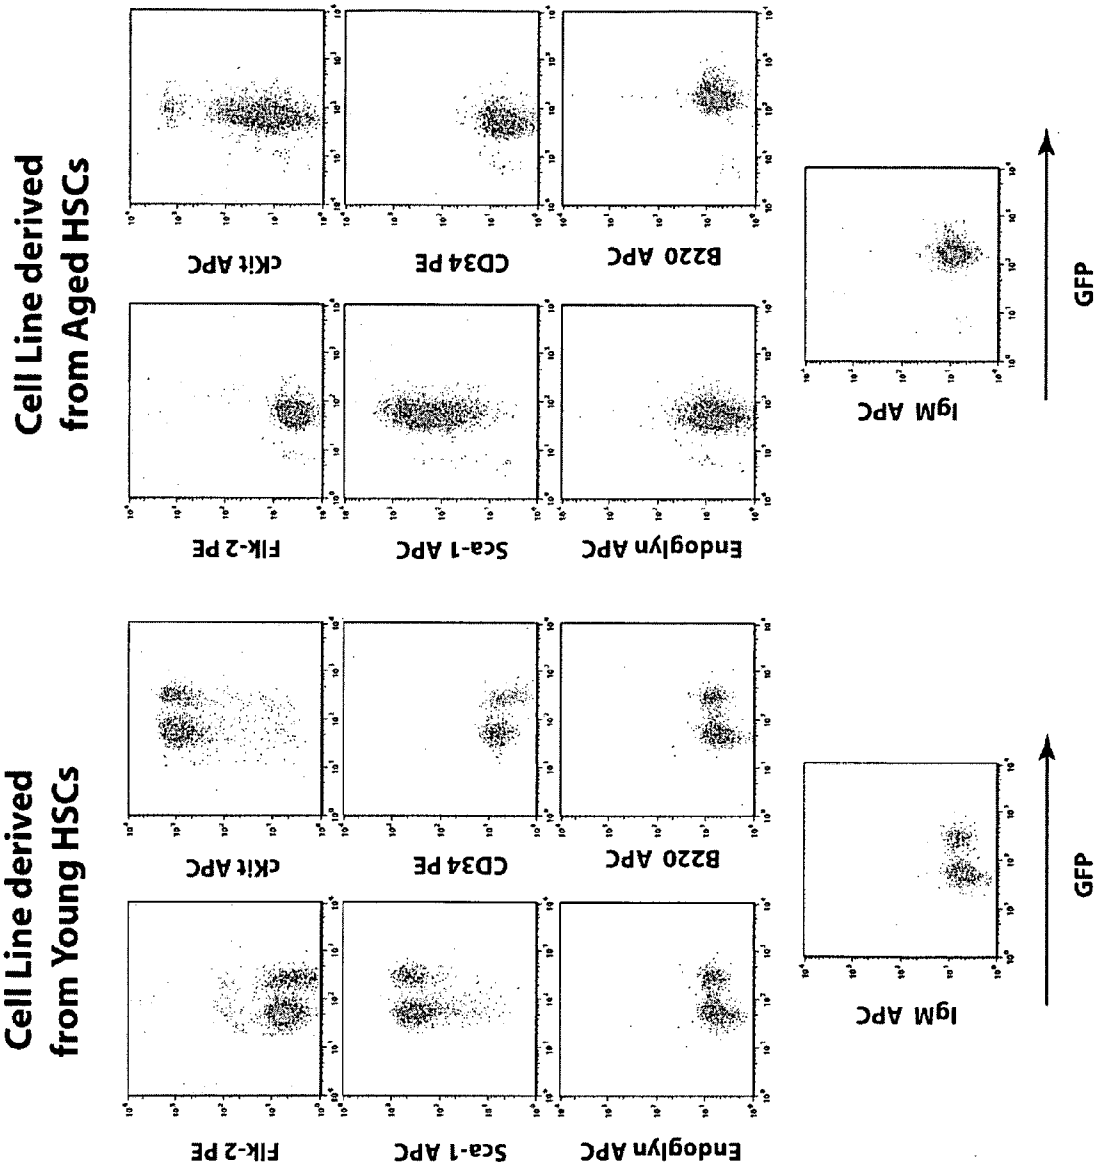 Cell Line derived
from Young HSCs
Flk-2 PE
cKit APC
Sca-1 APC
CD34 PE
Endoglyn APC
B220 APC
IgM APC
GFP
Cell Line derived
from Aged HSCs
Flk-2 PE
cKit APC
Sca-1 APC
CD34 PE
Endoglyn APC
B220 APC
IgM APC
GFP